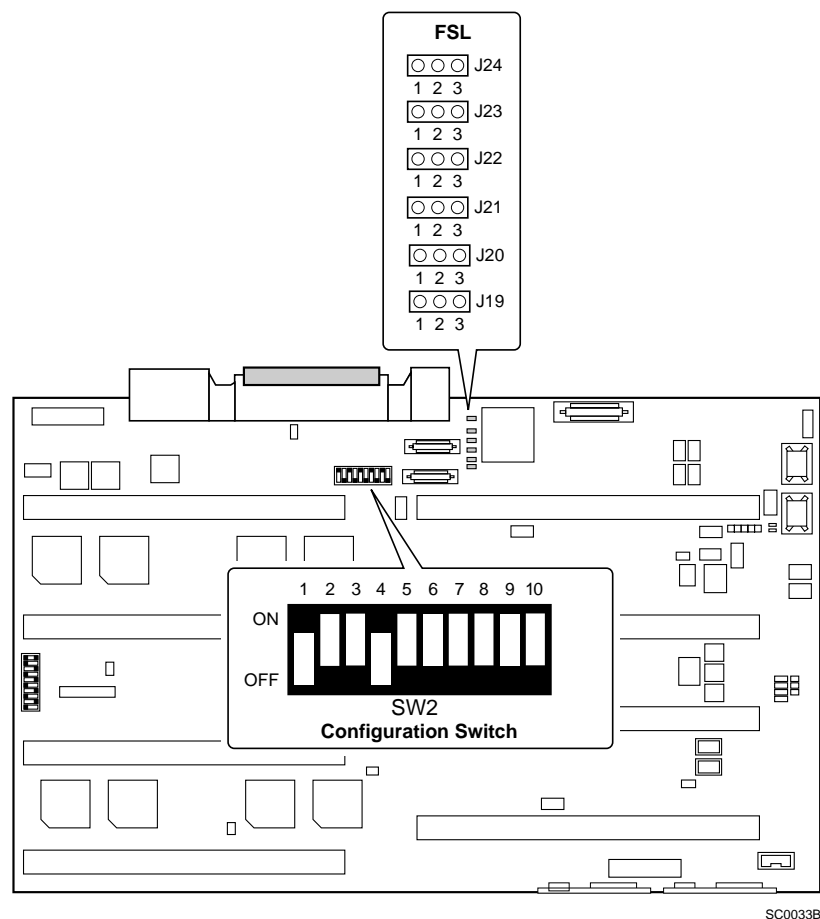 FSL
J24
1 2 3
J23
1 2 3
J22
1 2 3
J21
1 2 3
J20
1 2 3
J19
1 2 3
1 2 3 4 5 6 7 8 9 10
ON
OFF
SW2
Configuration Switch
SC0033B